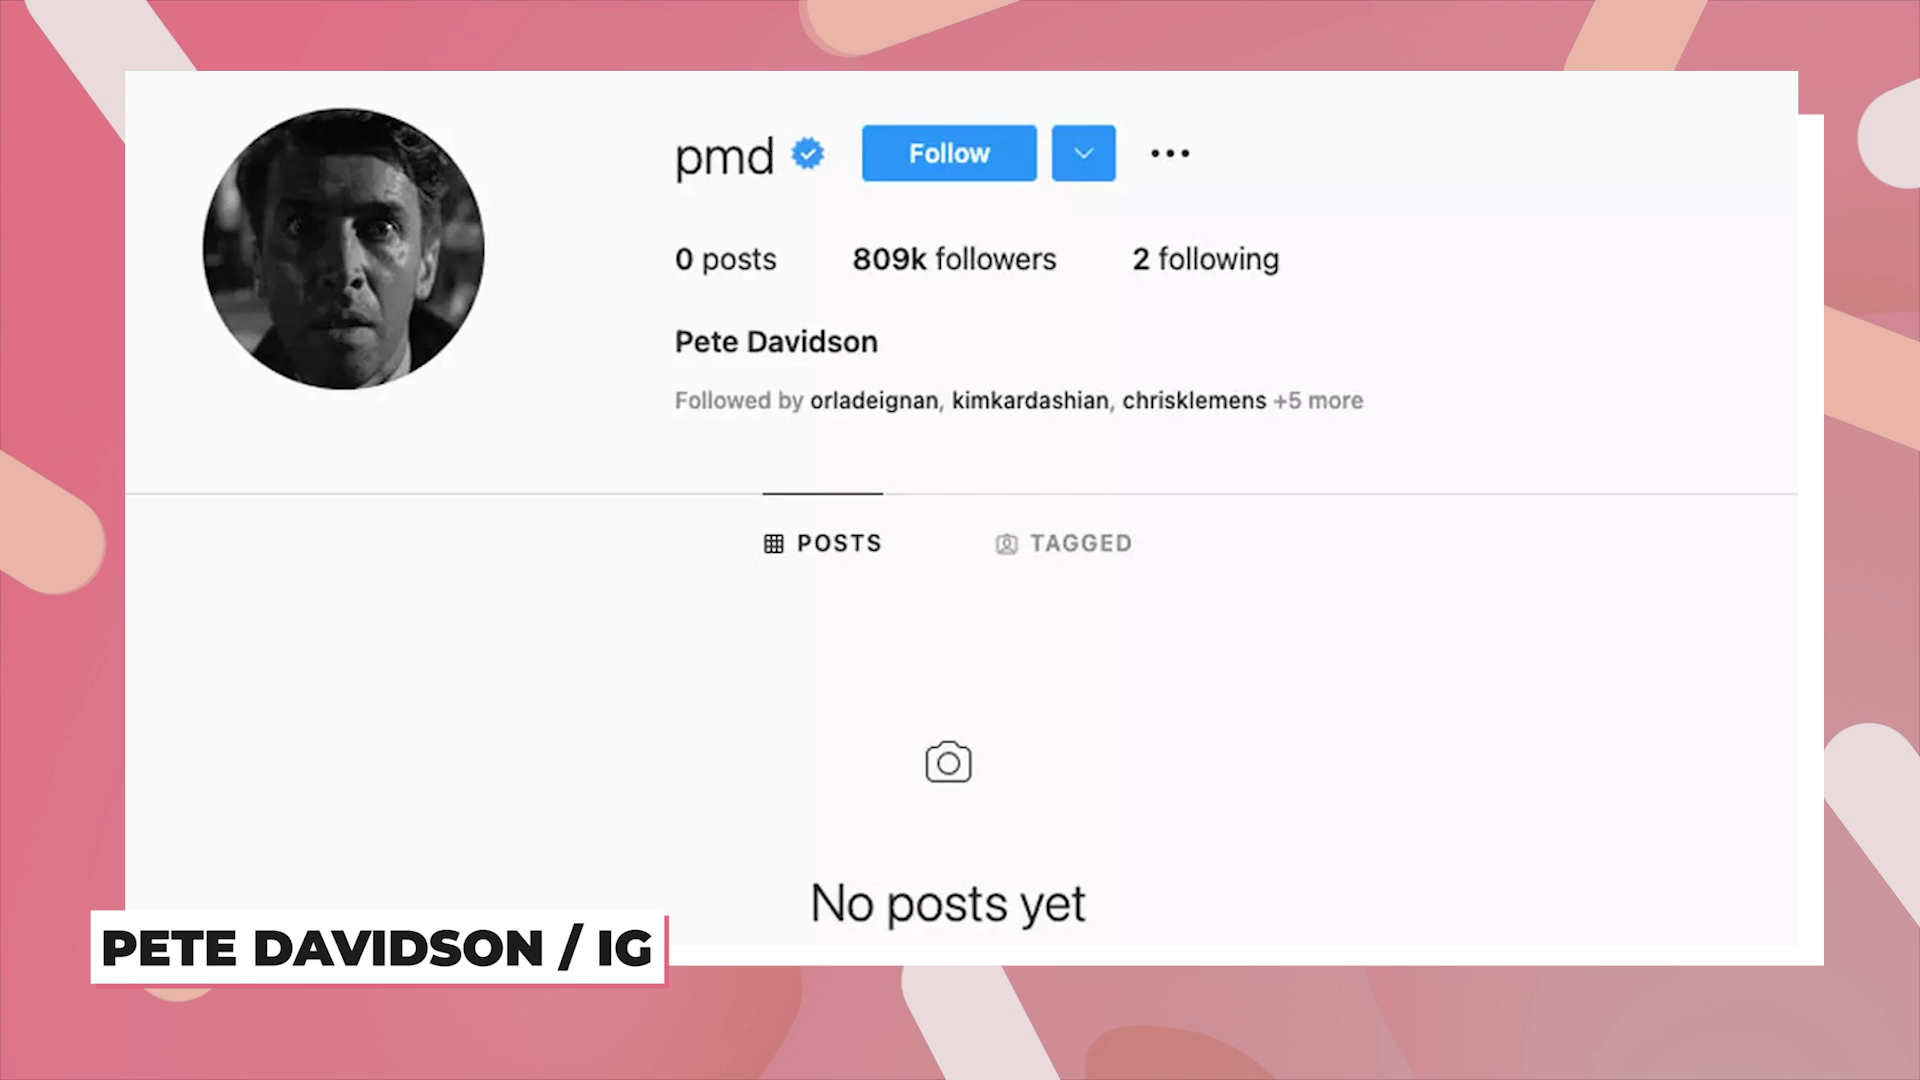 pmd Follow
0 posts 809k followers 2 following
Pete Davidson
Followed by orladeignan, kimkardashian, chrisklemens +5 more
POSTS TAGGED
No posts yet
PETE DAVIDSON / IG